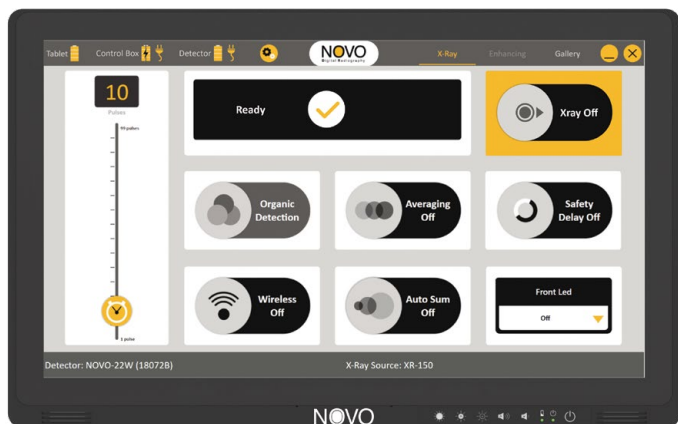 Tablet Control Box Detector NOVO X-Ray Enhancing Gallery
Digital Radiography
10
Pulses
99 pulses
1 pulse
Ready
Xray Off
Organic
Detection
Averaging
Off
Safety
Delay Off
Wireless
Off
Auto Sum
Off
Front Led
Off
Detector: NOVO-22W (18072B) X-Ray Source: XR-150
NOVO